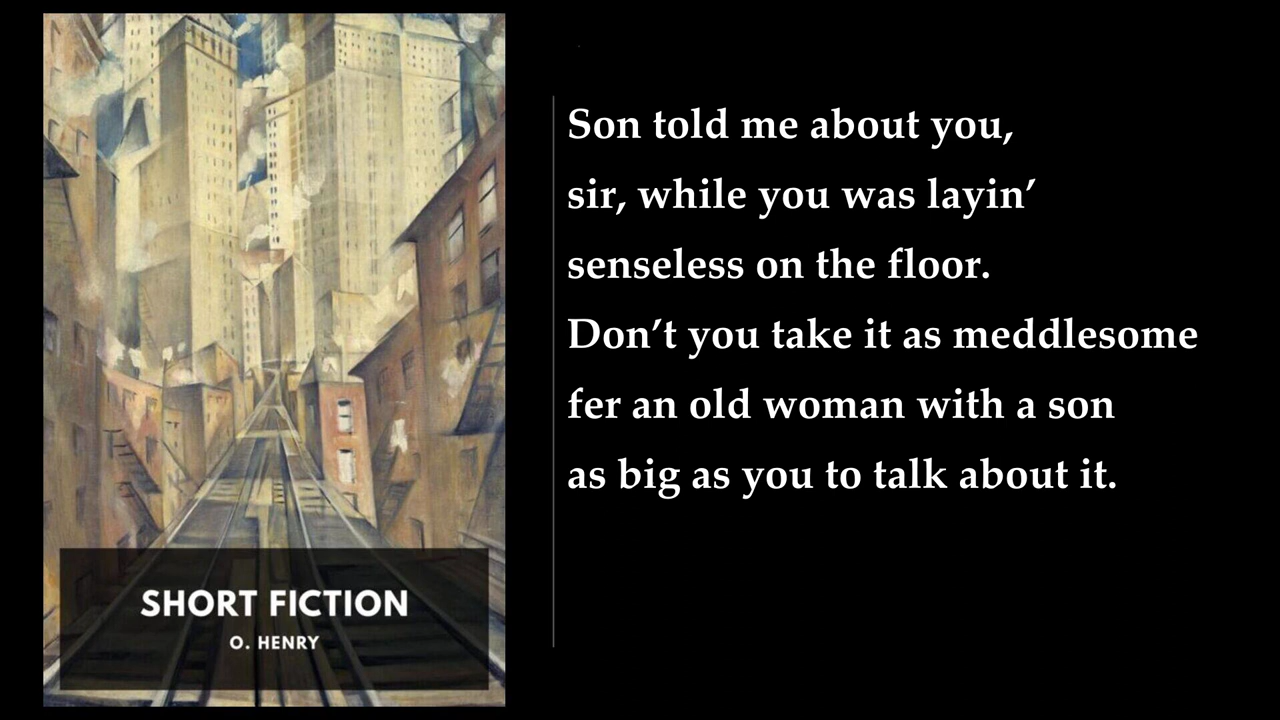 SHORT FICTION
O. HENRY
Son told me about you,
sir, while you was layin’
senseless on the floor.
Don’t you take it as meddlesome
fer an old woman with a son
as big as you to talk about it.